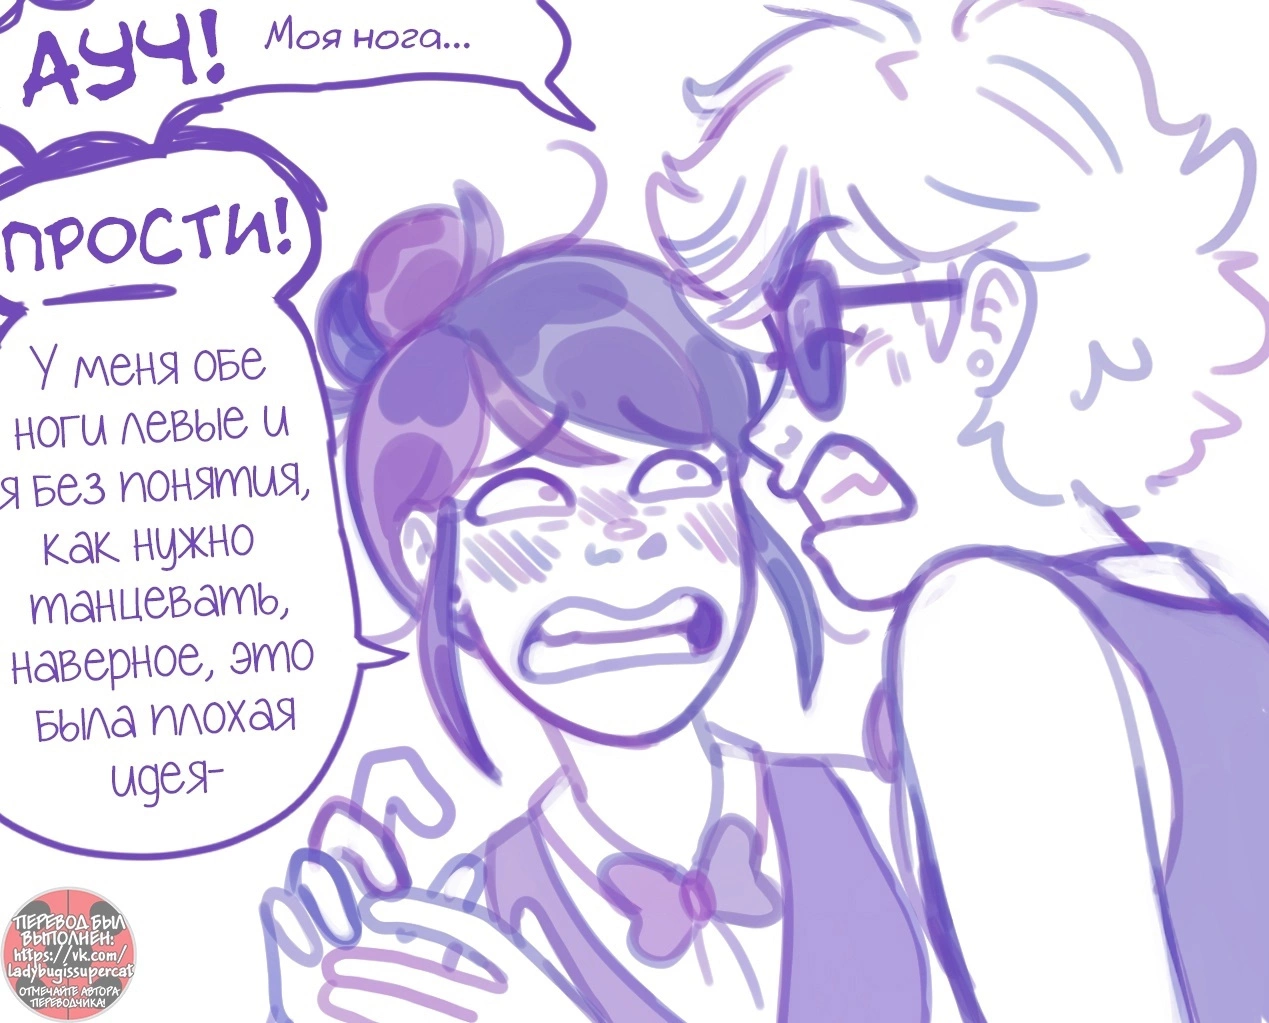 АУЧ!
Моя нога...
ПРОСТИ!
У меня обе
ноги левые и
я без понятия,
как нужно
танцевать,
наверное, это
была плохая
идея-
ПЕРЕВОД БЫЛ
ВЫПОЛНЕН:
https://vk.com/
ladybugissupercat
ОТМЕЧАЙТЕ АВТОРА
ПЕРЕВОДЧИКА!